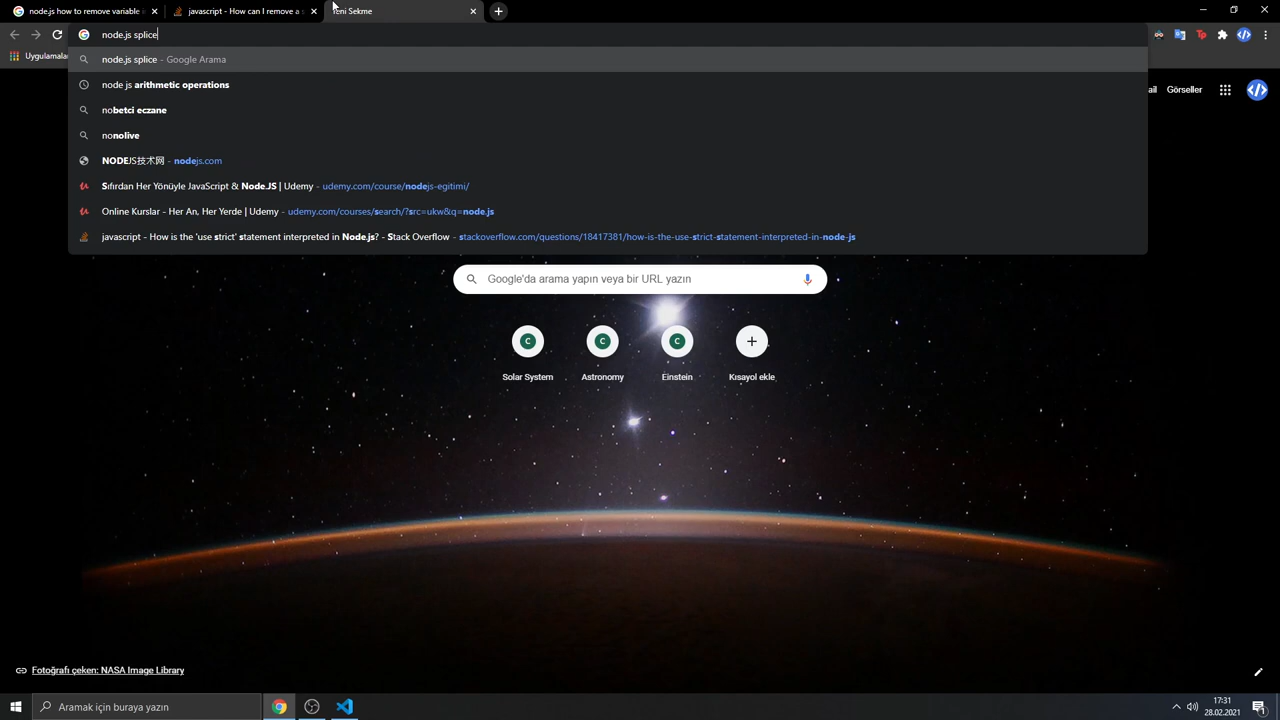 node.js how to remove variable
javascript - How can I remove a s
Yeni Sekme
node.js splice
Uygulamalar
node.js splice - Google Arama
node js arithmetic operations
nobetci eczane
nonolive
NODEJS技术网 - nodejs.com
Sıfırdan Her Yönüyle JavaScript & Node.JS | Udemy - udemy.com/course/nodejs-egitimi/
Online Kurslar - Her An, Her Yerde | Udemy - udemy.com/courses/search/?src=ukw&q=node.js
javascript - How is the 'use strict' statement interpreted in Node.js? - Stack Overflow - stackoverflow.com/questions/18417381/how-is-the-use-strict-statement-interpreted-in-node-js
ail Görseller
Google'da arama yapın veya bir URL yazın
C C C
Solar System Astronomy Einstein Kısayol ekle
Fotoğrafı çeken: NASA Image Library
Aramak için buraya yazın
17:31
28.02.2021